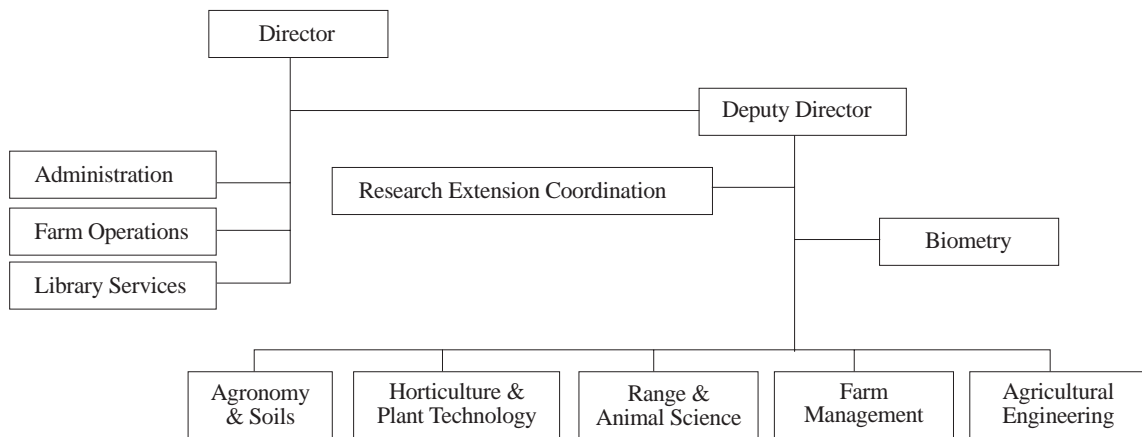 Director
Deputy Director
Administration
Research Extension Coordination
Farm Operations
Biometry
Library Services
Agronomy
& Soils
Horticulture &
Plant Technology
Range &
Animal Science
Farm
Management
Agricultural
Engineering